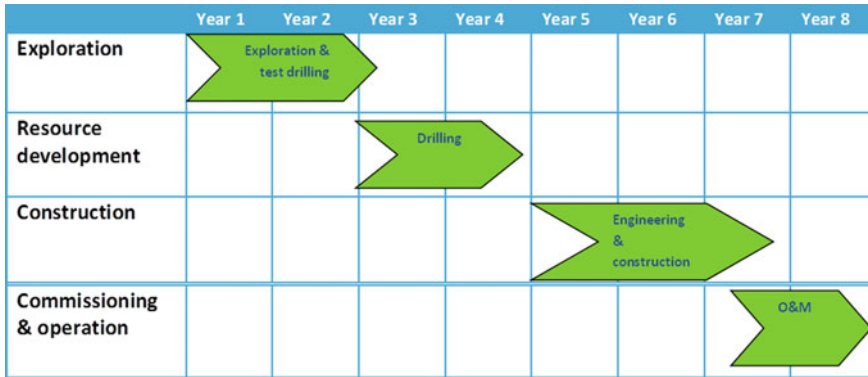 Year 1 Year 2 Year 3 Year 4 Year 5 Year 6 Year 7 Year 8
Exploration
Exploration &
test drilling
Resource
development
Drilling
Construction
Engineering
&
construction
Commissioning
& operation
O&M